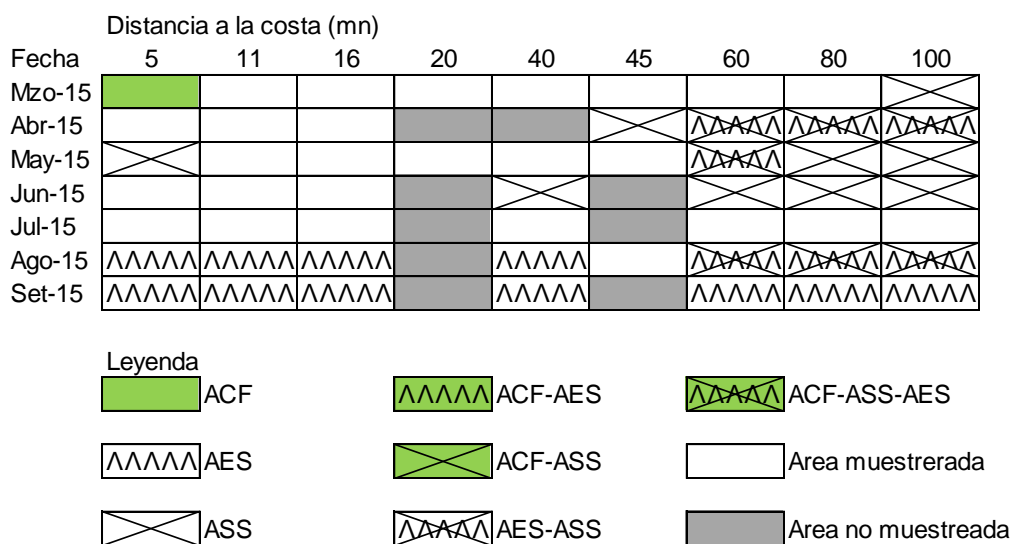 Distancia a la costa (mn)
Fecha 5 11 16 20 40 45 60 80 100
Mzo-15
Abr-15 ΛΛΛΛΛ ΛΛΛΛΛ ΛΛΛΛΛ
May-15 ΛΛΛΛΛ
Jun-15
Jul-15
Ago-15 ΛΛΛΛΛ ΛΛΛΛΛ ΛΛΛΛΛ ΛΛΛΛΛ ΛΛΛΛΛ ΛΛΛΛΛ ΛΛΛΛΛ
Set-15 ΛΛΛΛΛ ΛΛΛΛΛ ΛΛΛΛΛ ΛΛΛΛΛ ΛΛΛΛΛ ΛΛΛΛΛ ΛΛΛΛΛ
Leyenda
ACF ΛΛΛΛΛ ACF-AES ΛΛΛΛΛ ACF-ASS-AES
ΛΛΛΛΛ AES ACF-ASS Area muestrerada
ASS ΛΛΛΛΛ AES-ASS Area no muestreada